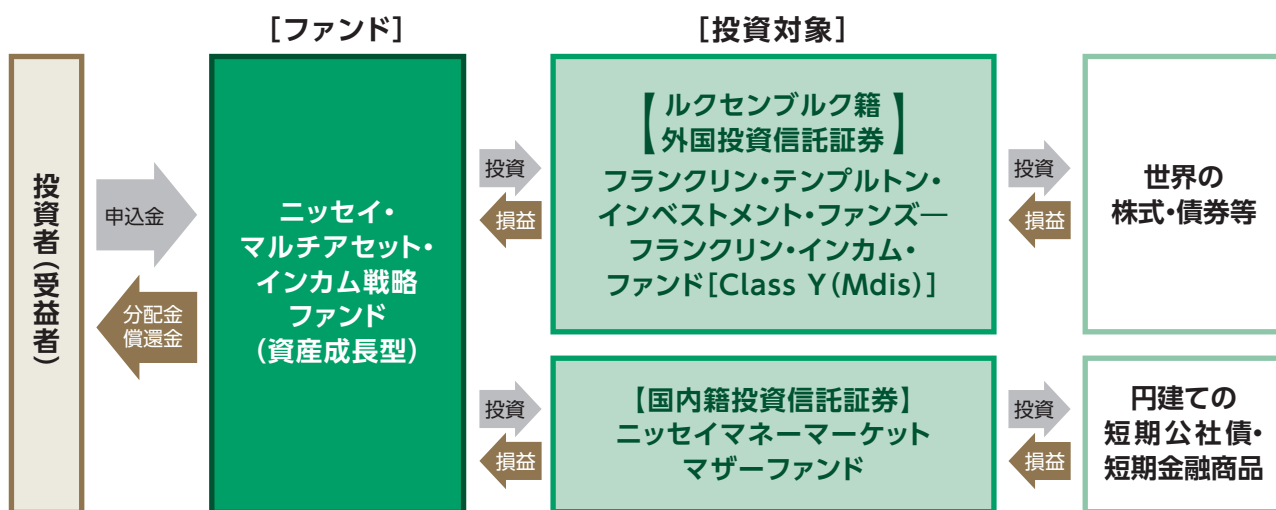 [ファンド]
[投資対象]
投資者(受益者)
申込金
分配金
償還金
ニッセイ・
マルチアセット・
インカム戦略
ファンド
(資産成長型)
投資
損益
【ルクセンブルク籍
外国投資信託証券】
フランクリン・テンプルトン・
インベストメント・ファンズ―
フランクリン・インカム・
ファンド[Class Y(Mdis)]
投資
損益
世界の
株式・債券等
投資
損益
【国内籍投資信託証券】
ニッセイマネーマーケット
マザーファンド
投資
損益
円建ての
短期公社債・
短期金融商品